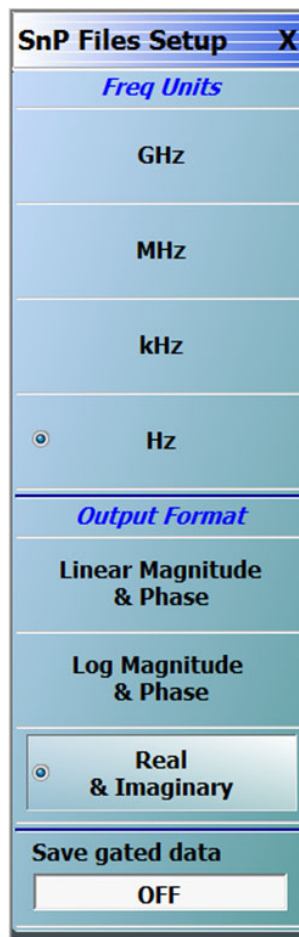 SnP Files Setup X
Freq Units
GHz
MHz
kHz
Hz
Output Format
Linear Magnitude
& Phase
Log Magnitude
& Phase
Real
& Imaginary
Save gated data
OFF